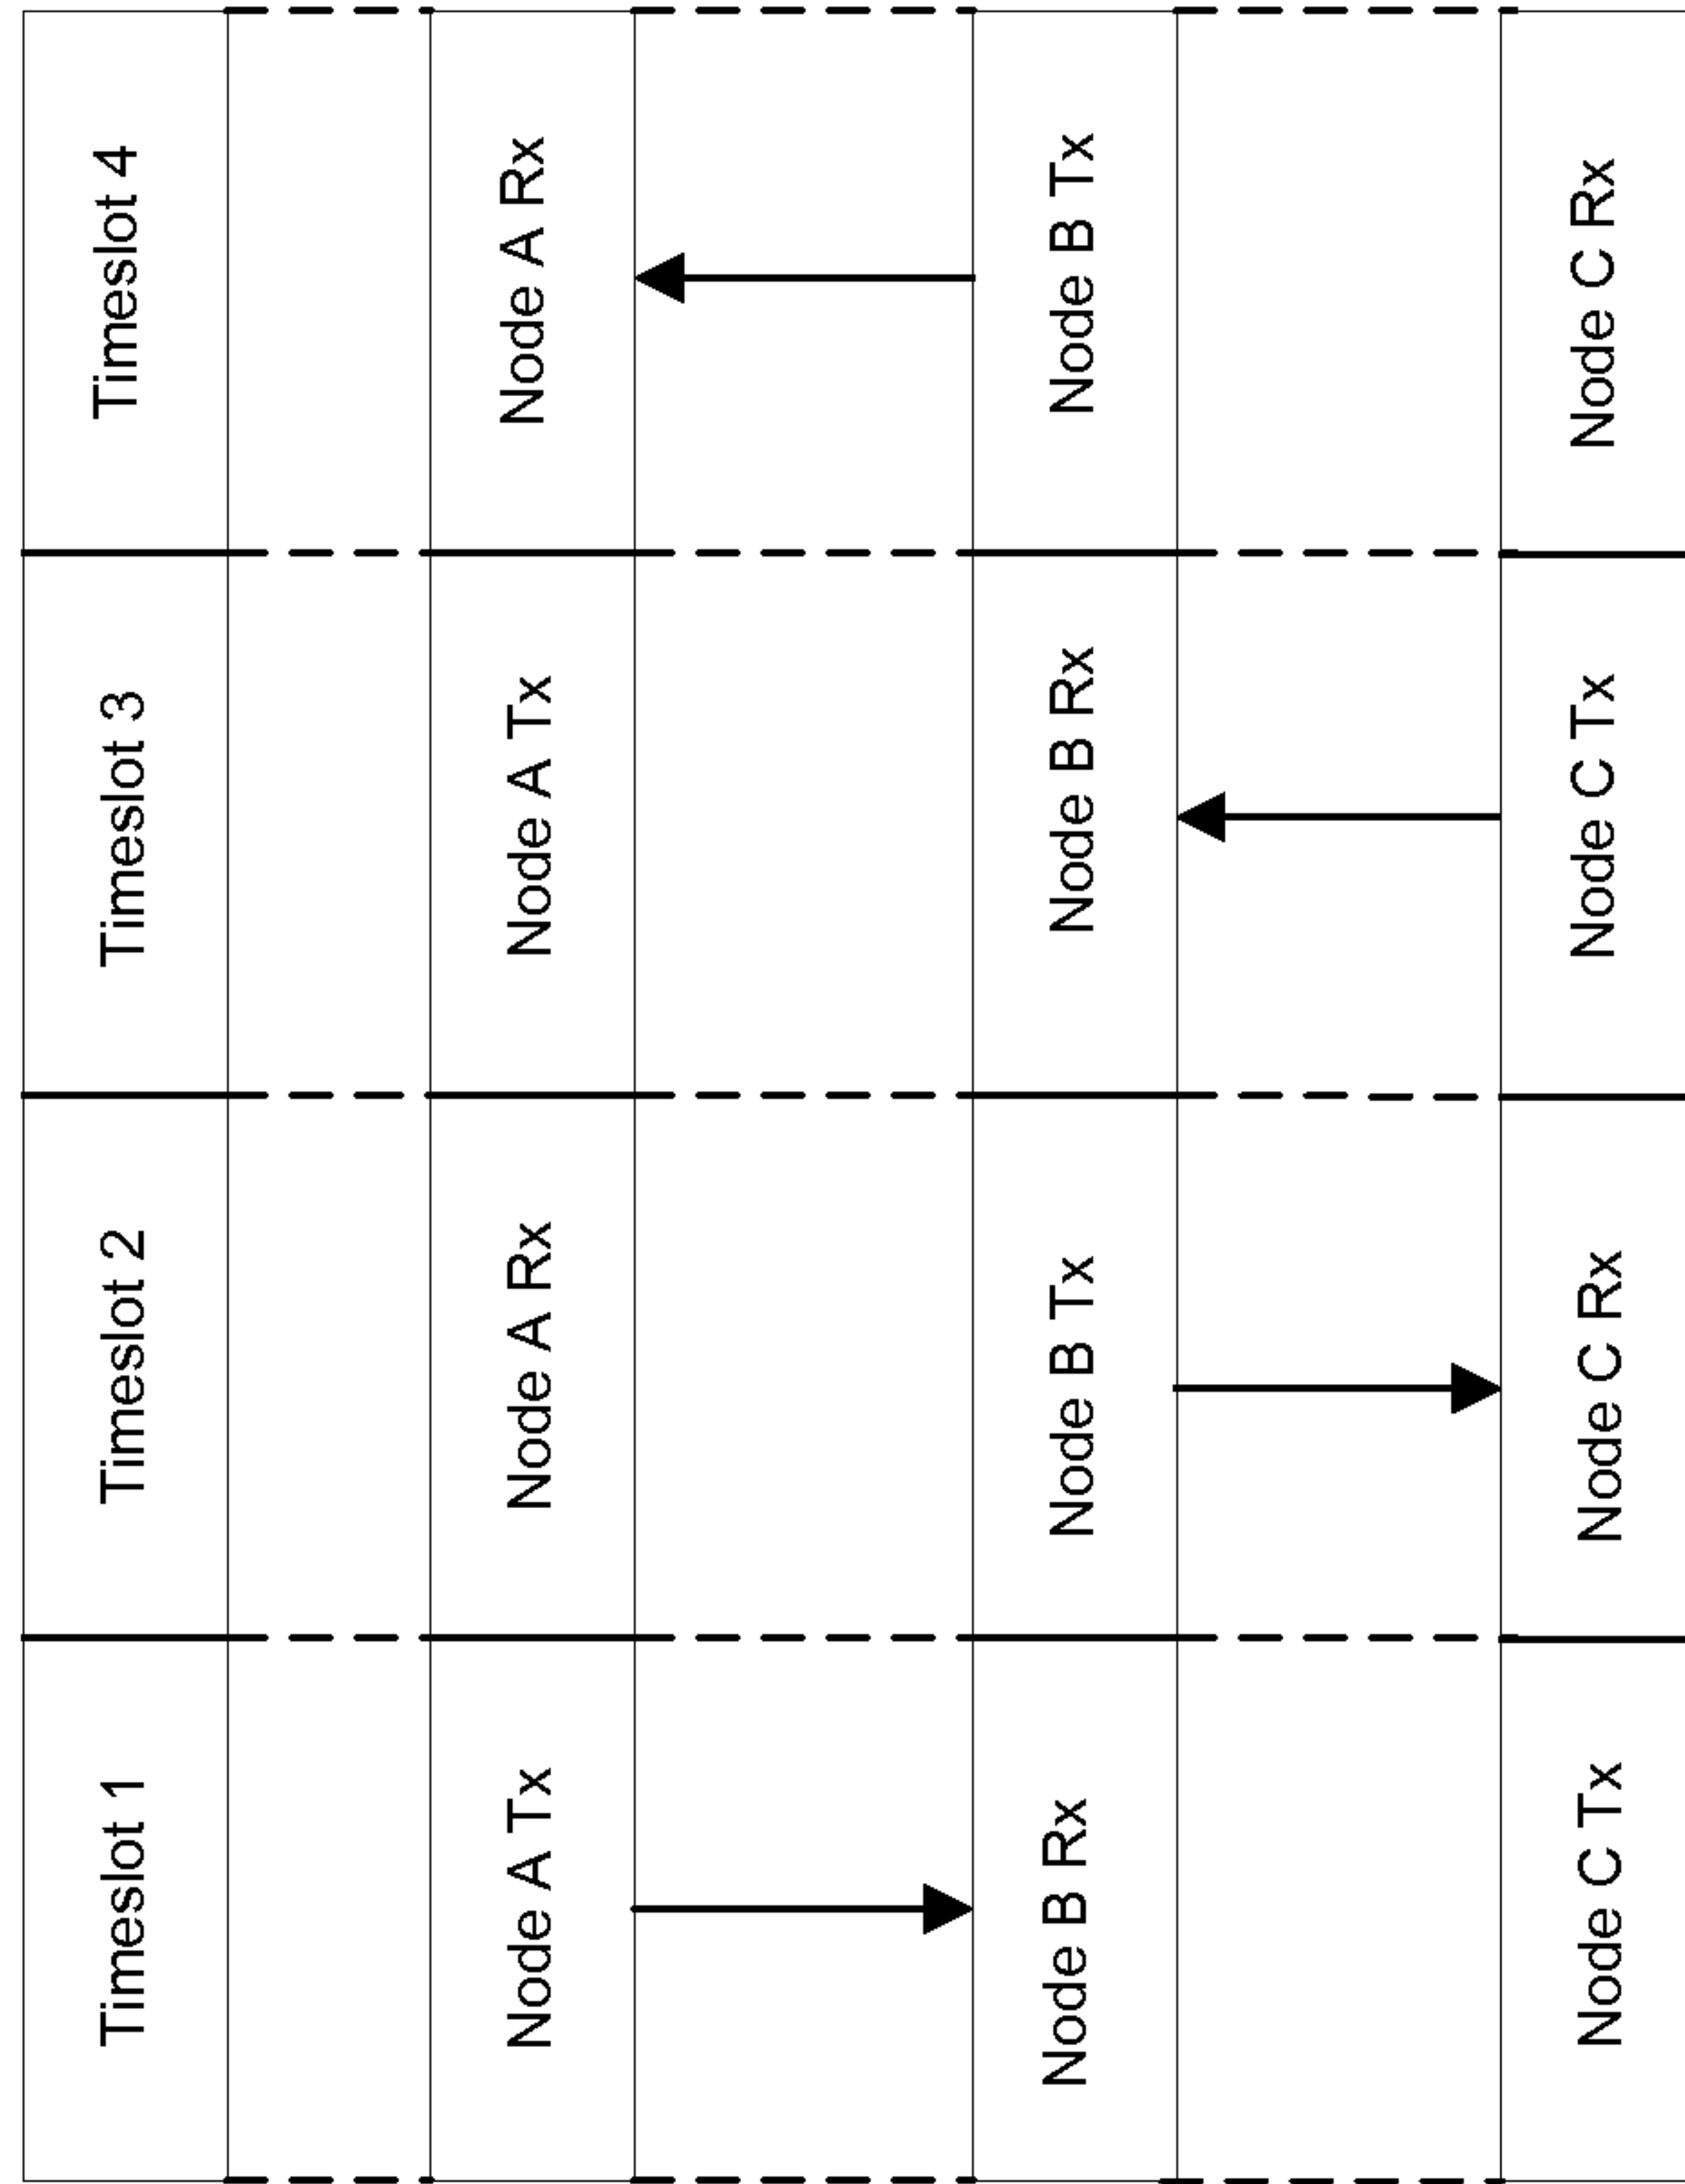 Timeslot 1
Timeslot 2
Timeslot 3
Timeslot 4
Node A Tx
Node A Rx
Node A Tx
Node A Rx
Node B Rx
Node B Tx
Node B Rx
Node B Tx
Node C Tx
Node C Rx
Node C Tx
Node C Rx